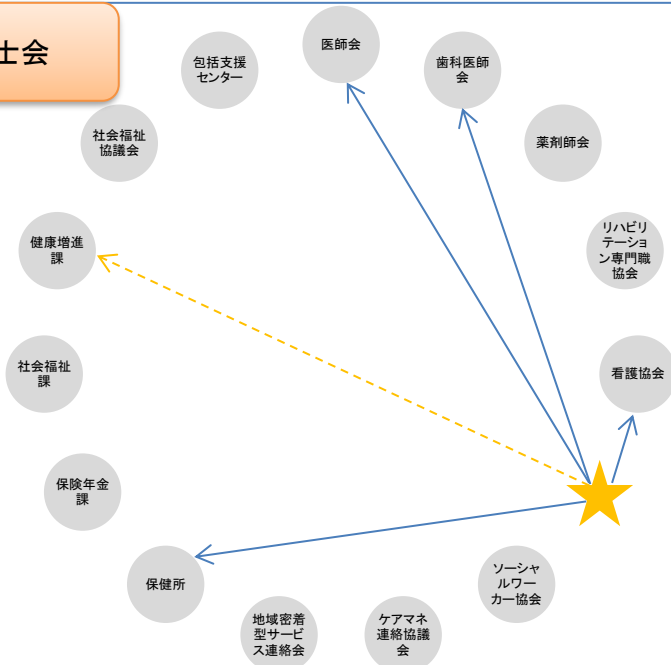 士会
医師会
包括支援
センター
歯科医師
会
社会福祉
協議会
薬剤師会
健康増進
課
リハビリ
テーショ
ン専門職
協会
社会福祉
課
看護協会
保険年金
課
保健所
ソーシャ
ルワー
カー協会
地域密着
型サービ
ス連絡会
ケアマネ
連絡協議
会